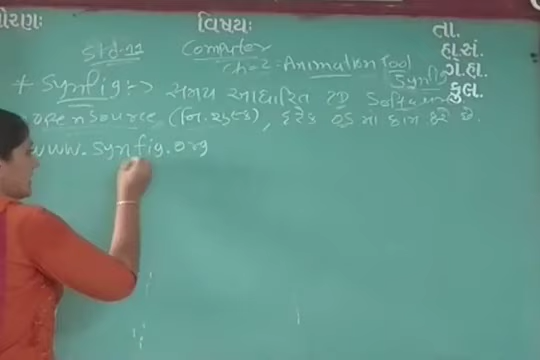 ધોરણઃ વિષયઃ તા.
Std-11 Computer હા.સં.
ch-2:- Animation Tool ગે.હા.
Synfig કુલ.
* Synfig :-> સમય આધારિત 2D Software
open source (નિ:શુલ્ક), દરેક OS માં કામ કરે છે.
www.synfig.org